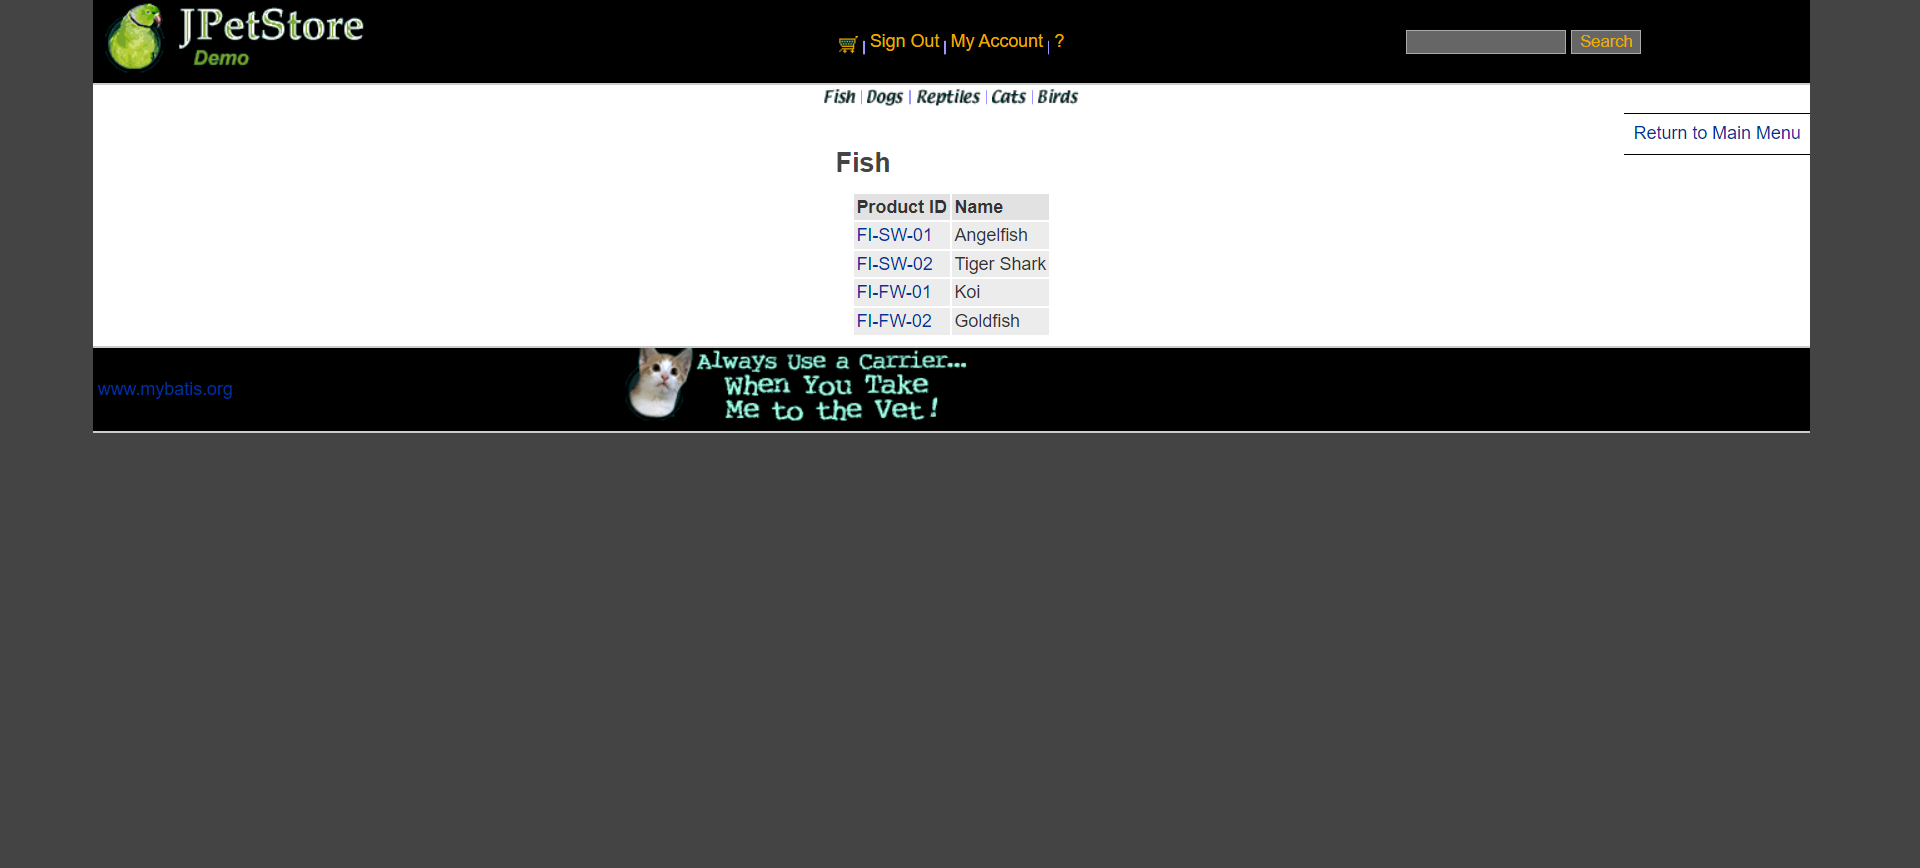 JPetStore
Demo
Sign Out | My Account | ?
Search
Fish | Dogs | Reptiles | Cats | Birds
Return to Main Menu
Fish
Product ID Name
FI-SW-01 Angelfish
FI-SW-02 Tiger Shark
FI-FW-01 Koi
FI-FW-02 Goldfish
www.mybatis.org
Always Use a Carrier...
When You Take
Me to the Vet!